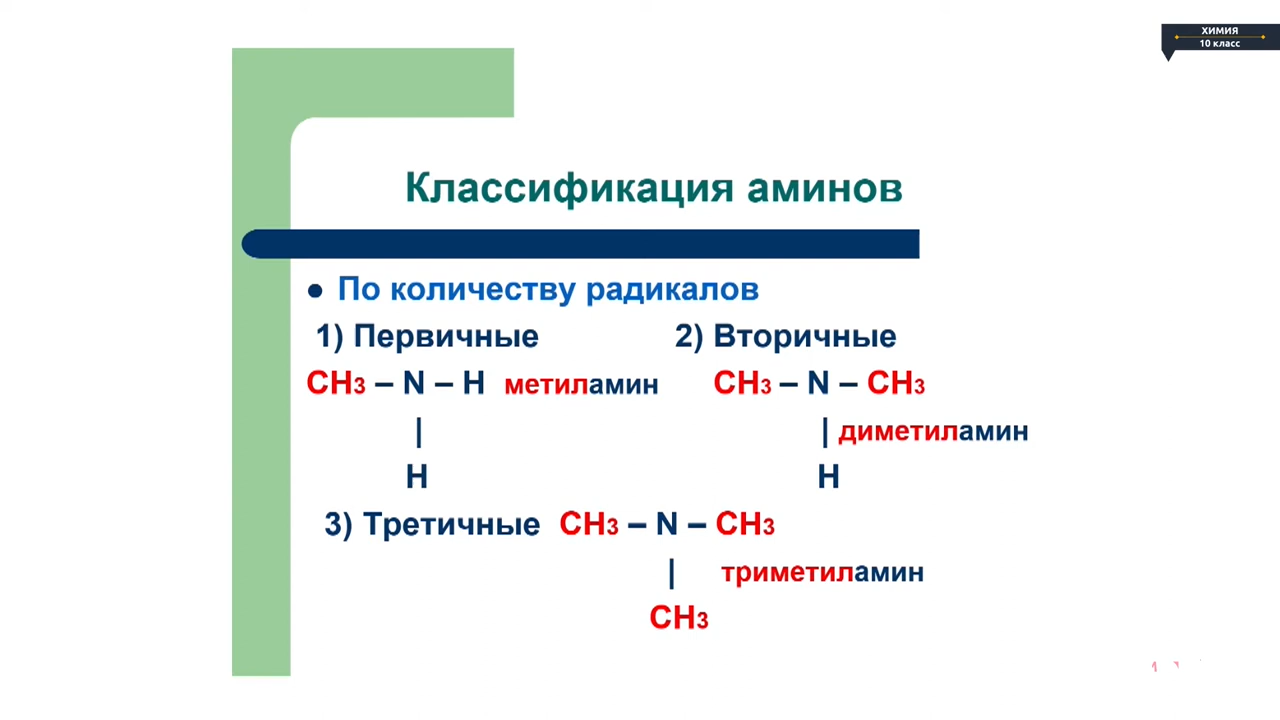 ХИМИЯ
10 класс
Классификация аминов
● По количеству радикалов
1) Первичные 2) Вторичные
CH3 – N – H метиламин CH3 – N – CH3
| | диметиламин
H H
3) Третичные CH3 – N – CH3
| триметиламин
CH3